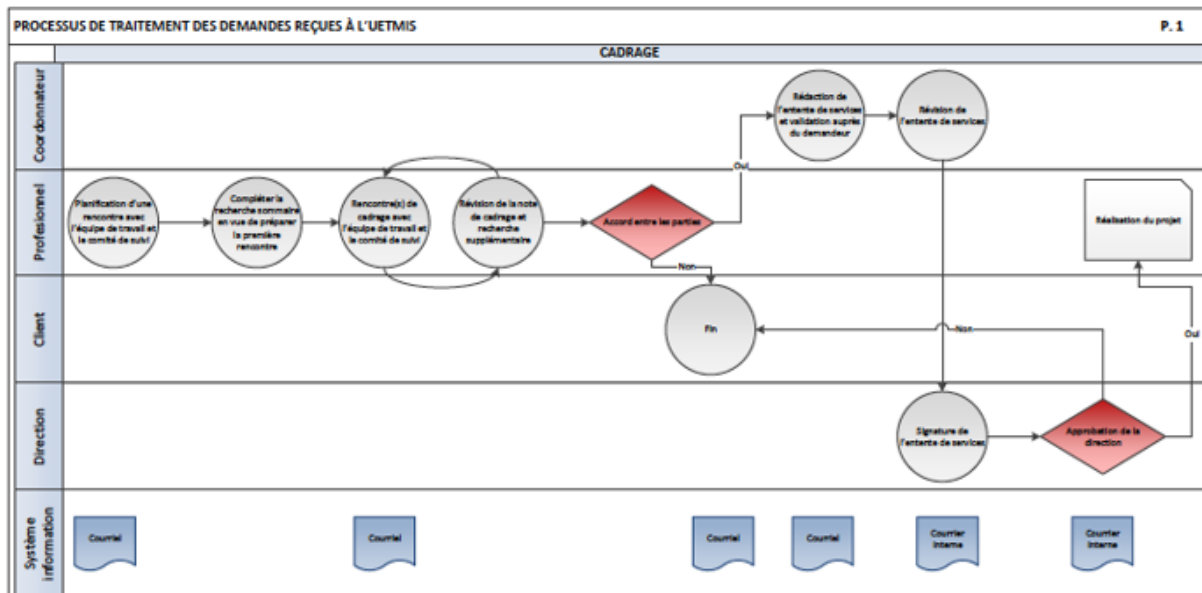 PROCESSUS DE TRAITEMENT DES DEMANDES REÇUES À L'UETMIS
P. 1
CADRAGE
Coordonnateur
Rédaction de
l'entente de services
et validation auprès
du demandeur
Révision de
l'entente de services
Oui
Profesionnel
Planification d'une
rencontre avec
l'équipe de travail et
le comité de suivi
Compléter la
recherche sommaire
en vue de préparer
la première
rencontre
Rencontre(s) de
cadrage avec
l'équipe de travail et
le comité de suivi
Révision de la note
de cadrage et
recherche
supplémentaire
Accord entre les parties
Non
Réalisation du projet
Client
Fin
Non
Oui
Direction
Signature de
l'entente de services
Approbation de la
direction
Système
information
Courriel
Courriel
Courriel
Courriel
Courrier
interne
Courrier
interne